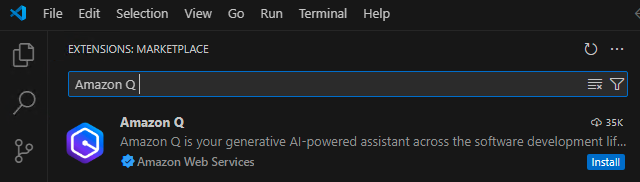 File Edit Selection View Go Run Terminal Help
EXTENSIONS: MARKETPLACE
Amazon Q
Amazon Q 35K
Amazon Q is your generative AI-powered assistant across the software development lif...
Amazon Web Services Install